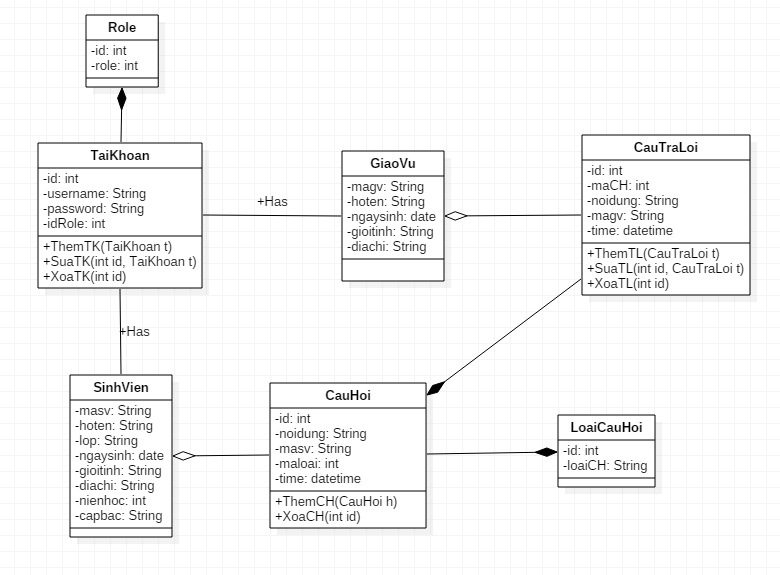 Role
-id: int
-role: int
TaiKhoan
-id: int
-username: String
-password: String
-idRole: int
+ThemTK(TaiKhoan t)
+SuaTK(int id, TaiKhoan t)
+XoaTK(int id)
+Has
GiaoVu
-magv: String
-hoten: String
-ngaysinh: date
-gioitinh: String
-diachi: String
CauTraLoi
-id: int
-maCH: int
-noidung: String
-magv: String
-time: datetime
+ThemTL(CauTraLoi t)
+SuaTL(int id, CauTraLoi t)
+XoaTL(int id)
+Has
SinhVien
-masv: String
-hoten: String
-lop: String
-ngaysinh: date
-gioitinh: String
-diachi: String
-nienhoc: int
-capbac: String
CauHoi
-id: int
-noidung: String
-masv: String
-maloai: int
-time: datetime
+ThemCH(CauHoi h)
+XoaCH(int id)
LoaiCauHoi
-id: int
-loaiCH: String